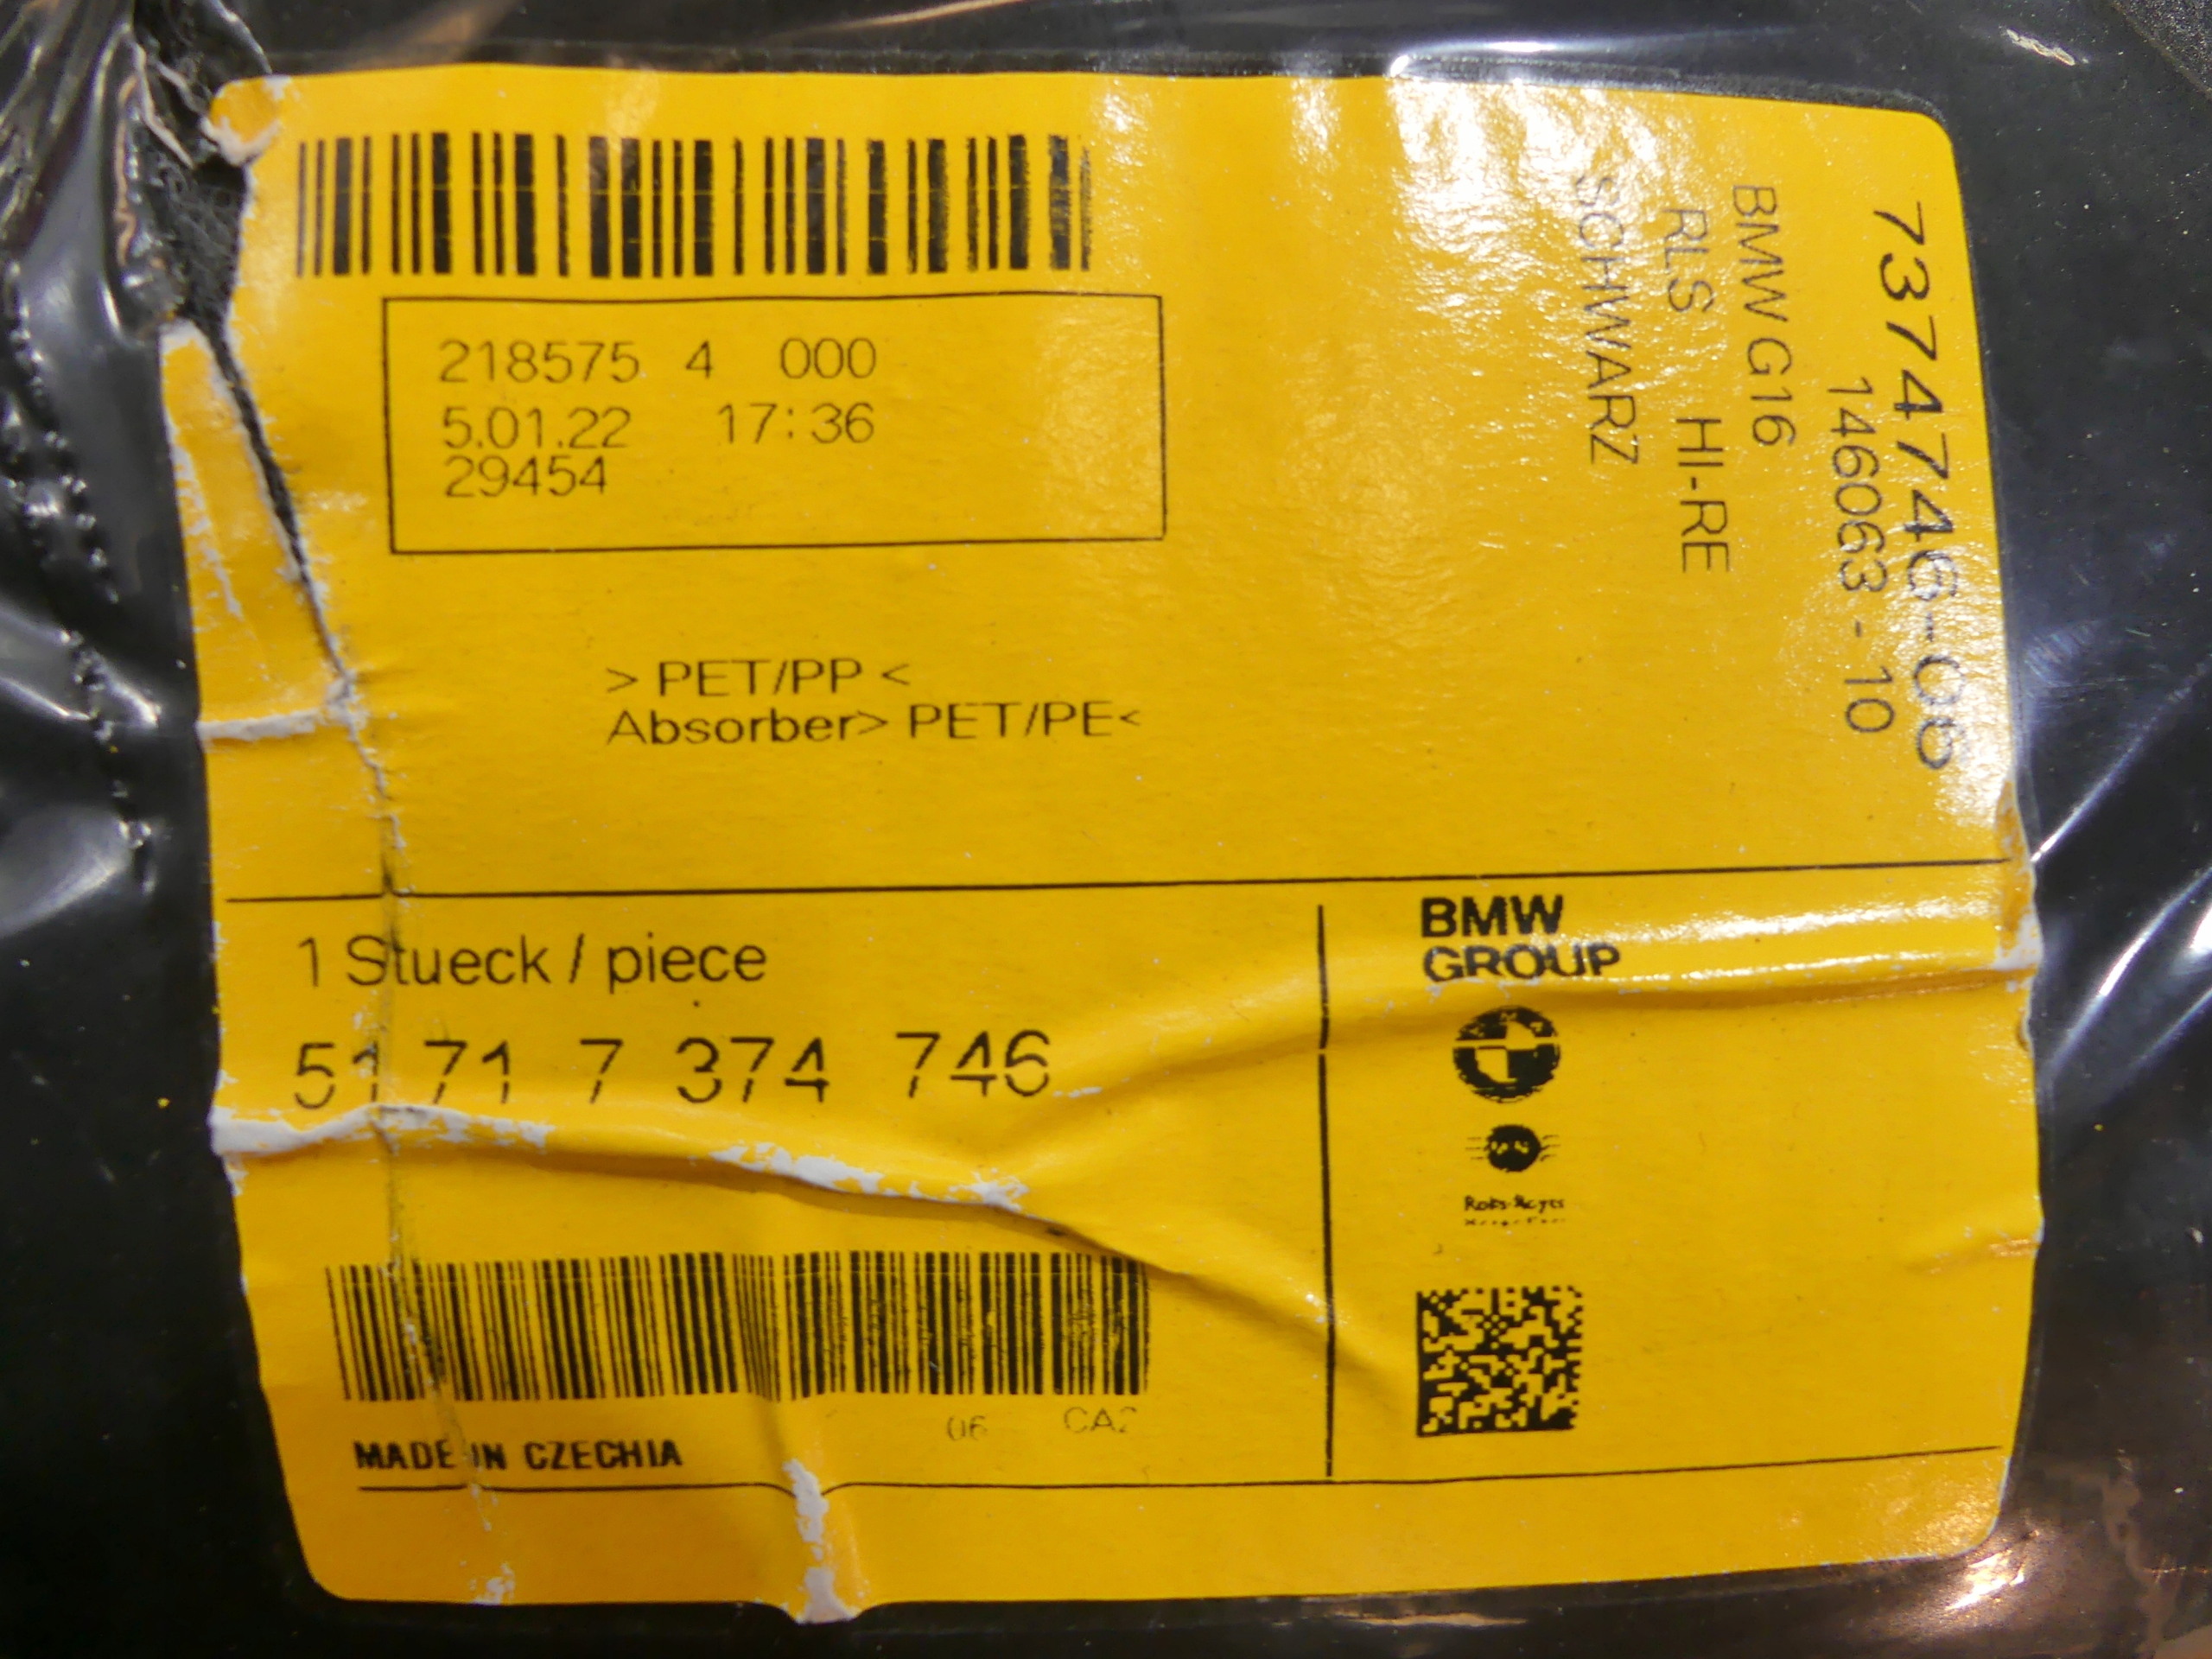 218575 4 000
5.01.22 17:36
29454
> PET/PP <
Absorber> PET/PE<
7374746-06
146063 - 10
BMW G16
RLS HI-RE
SCHWARZ
1 Stueck / piece
51 71 7 374 746
06
MADE IN CZECHIA
BMW
GROUP